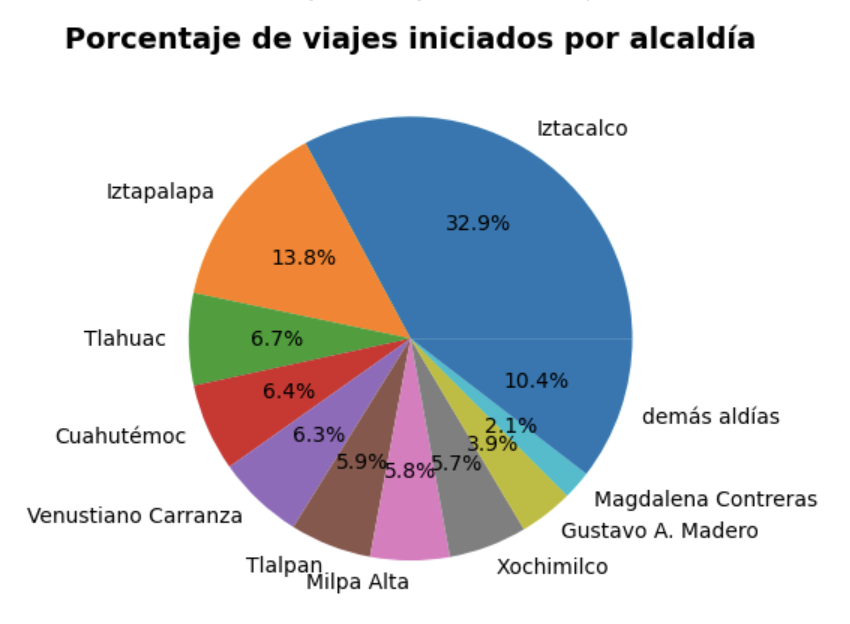 Porcentaje de viajes iniciados por alcaldía
Iztacalco
32.9%
Iztapalapa
13.8%
Tlahuac
6.7%
Cuahutémoc
6.4%
Venustiano Carranza
6.3%
Tlalpan
5.9%
Milpa Alta
5.8%
Xochimilco
5.7%
Gustavo A. Madero
3.9%
Magdalena Contreras
2.1%
demás aldías
10.4%